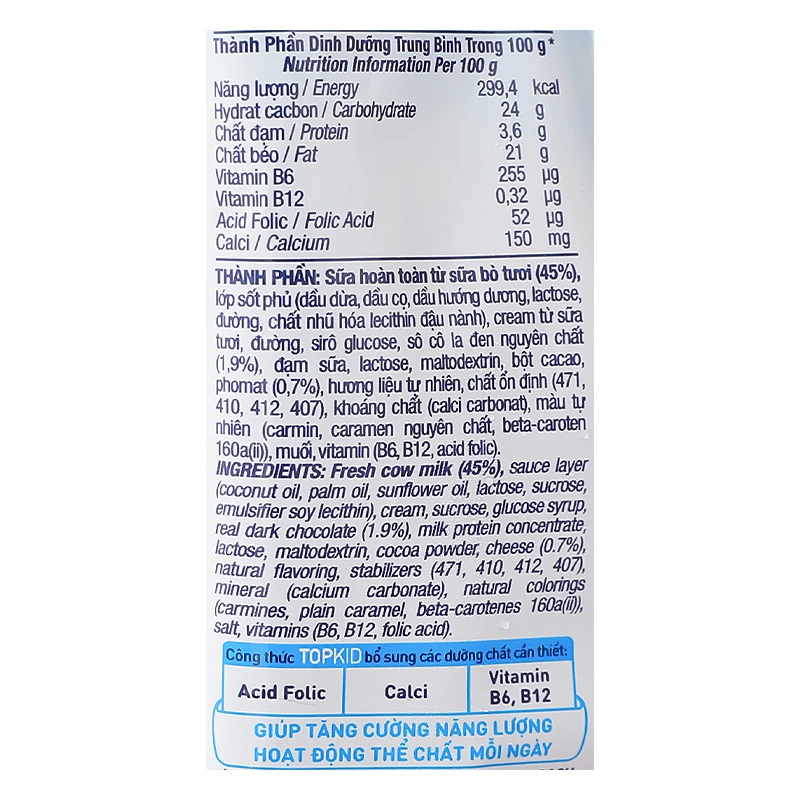 Thành Phần Dinh Dưỡng Trung Bình Trong 100 g*
Nutrition Information Per 100 g
Năng lượng / Energy 299,4 kcal
Hydrat cacbon / Carbohydrate 24 g
Chất đạm / Protein 3,6 g
Chất béo / Fat 21 g
Vitamin B6 255 µg
Vitamin B12 0,32 µg
Acid Folic / Folic Acid 52 µg
Calci / Calcium 150 mg
THÀNH PHẦN: Sữa hoàn toàn từ sữa bò tươi (45%),
lớp sốt phủ (dầu dừa, dầu cọ, dầu hướng dương, lactose,
đường, chất nhũ hóa lecithin đậu nành), cream từ sữa
tươi, đường, sirô glucose, sô cô la đen nguyên chất
(1,9%), đạm sữa, lactose, maltodextrin, bột cacao,
phomat (0,7%), hương liệu tự nhiên, chất ổn định (471,
410, 412, 407), khoáng chất (calci carbonat), màu tự
nhiên (carmin, caramen nguyên chất, beta-caroten
160a(ii)), muối, vitamin (B6, B12, acid folic).
INGREDIENTS: Fresh cow milk (45%), sauce layer
(coconut oil, palm oil, sunflower oil, lactose, sucrose,
emulsifier soy lecithin), cream, sucrose, glucose syrup,
real dark chocolate (1.9%), milk protein concentrate,
lactose, maltodextrin, cocoa powder, cheese (0.7%),
natural flavoring, stabilizers (471, 410, 412, 407),
mineral (calcium carbonate), natural colorings
(carmines, plain caramel, beta-carotenes 160a(ii)),
salt, vitamins (B6, B12, folic acid).
Công thức TOPKID bổ sung các dưỡng chất cần thiết:
Acid Folic Calci Vitamin
B6, B12
GIÚP TĂNG CƯỜNG NĂNG LƯỢNG
HOẠT ĐỘNG THỂ CHẤT MỖI NGÀY